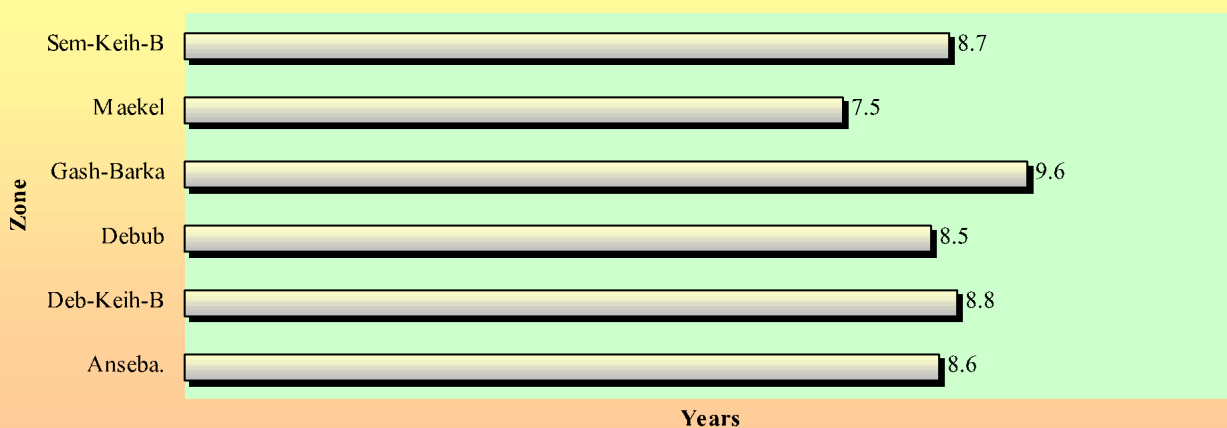 Sem-Keih-B 8.7
Maekel 7.5
Gash-Barka 9.6
Zone
Debub 8.5
Deb-Keih-B 8.8
Anseba. 8.6
Years